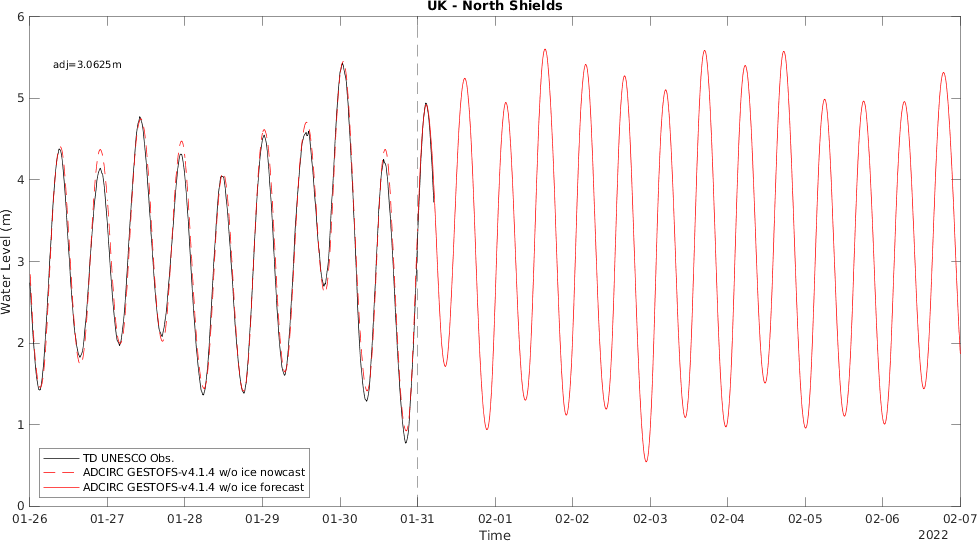 UK - North Shields
adj=3.0625m
Water Level (m)
6
5
4
3
2
1
0
TD UNESCO Obs.
ADCIRC GESTOFS-v4.1.4 w/o ice nowcast
ADCIRC GESTOFS-v4.1.4 w/o ice forecast
01-26 01-27 01-28 01-29 01-30 01-31 02-01 02-02 02-03 02-04 02-05 02-06 02-07
Time
2022